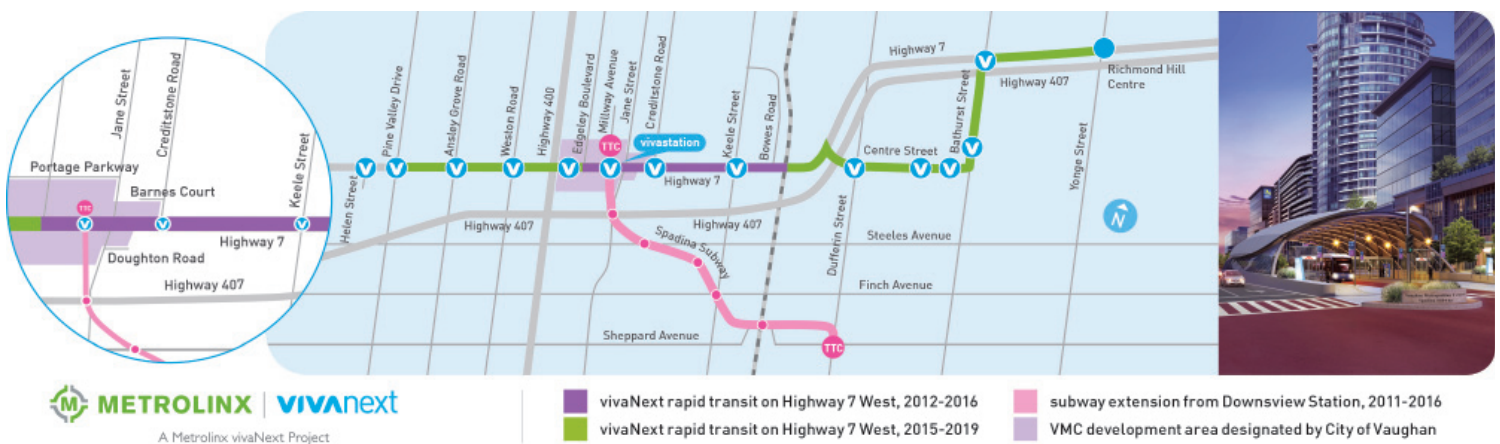 Portage Parkway
Jane Street
Creditstone Road
Barnes Court
Keele Street
TTC
V
V
V
Highway 7
Doughton Road
Highway 407
Helen Street
Pine Valley Drive
Ansley Grove Road
Weston Road
Highway 400
Edgeley Boulevard
Millway Avenue
Jane Street
Creditstone Road
TTC
vivastation
Keele Street
Bowes Road
V
V
V
V
V
V
V
V
V
V
V
V
V
V
Highway 7
Highway 407
Highway 407
Spadina Subway
Sheppard Avenue
TTC
Dufferin Street
Centre Street
Bathurst Street
Highway 7
Highway 407
Richmond Hill
Centre
Yonge Street
N
Steeles Avenue
Finch Avenue
M METROLINX | VIVAnext
A Metrolinx vivaNext Project
vivaNext rapid transit on Highway 7 West, 2012-2016
vivaNext rapid transit on Highway 7 West, 2015-2019
subway extension from Downsview Station, 2011-2016
VMC development area designated by City of Vaughan